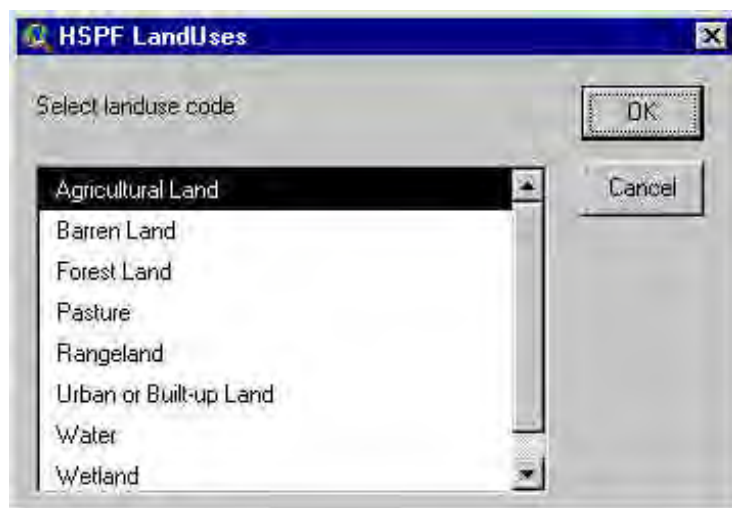 HSPF LandUses
Select landuse code
OK
Agricultural Land
Cancel
Barren Land
Forest Land
Pasture
Rangeland
Urban or Built-up Land
Water
Wetland